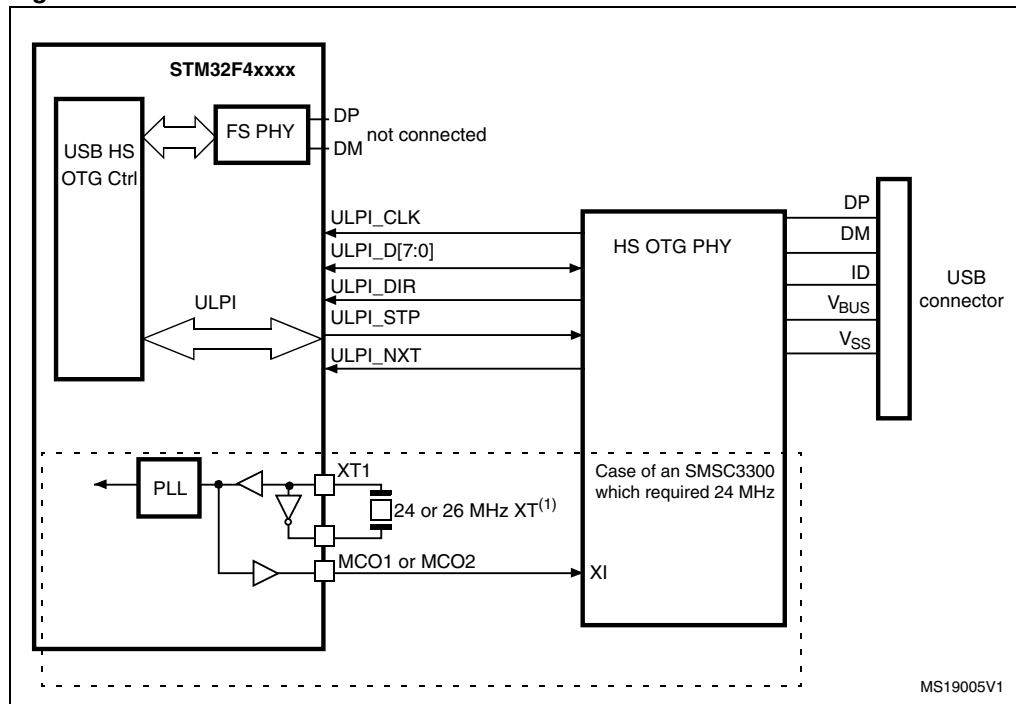 STM32F4xxxx
USB HS
OTG Ctrl
FS PHY
DP
DM
not connected
ULPI
ULPI_CLK
ULPI_D[7:0]
ULPI_DIR
ULPI_STP
ULPI_NXT
HS OTG PHY
DP
DM
ID
VBUS
VSS
USB
connector
PLL
XT1
24 or 26 MHz XT(1)
MCO1 or MCO2
XI
Case of an SMSC3300
which required 24 MHz
MS19005V1